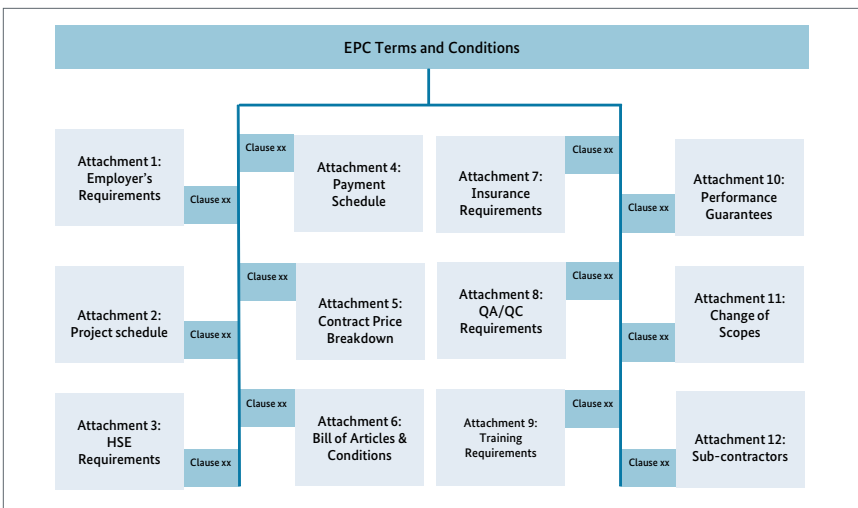 EPC Terms and Conditions
Attachment 1:
Employer's
Requirements
Clause xx
Clause xx
Attachment 4:
Payment
Schedule
Attachment 7:
Insurance
Requirements
Clause xx
Clause xx
Attachment 10:
Performance
Guarantees
Attachment 2:
Project schedule
Clause xx
Clause xx
Attachment 5:
Contract Price
Breakdown
Attachment 8:
QA/QC
Requirements
Clause xx
Clause xx
Attachment 11:
Change of
Scopes
Attachment 3:
HSE
Requirements
Clause xx
Clause xx
Attachment 6:
Bill of Articles &
Conditions
Attachment 9:
Training
Requirements
Clause xx
Clause xx
Attachment 12:
Sub-contractors